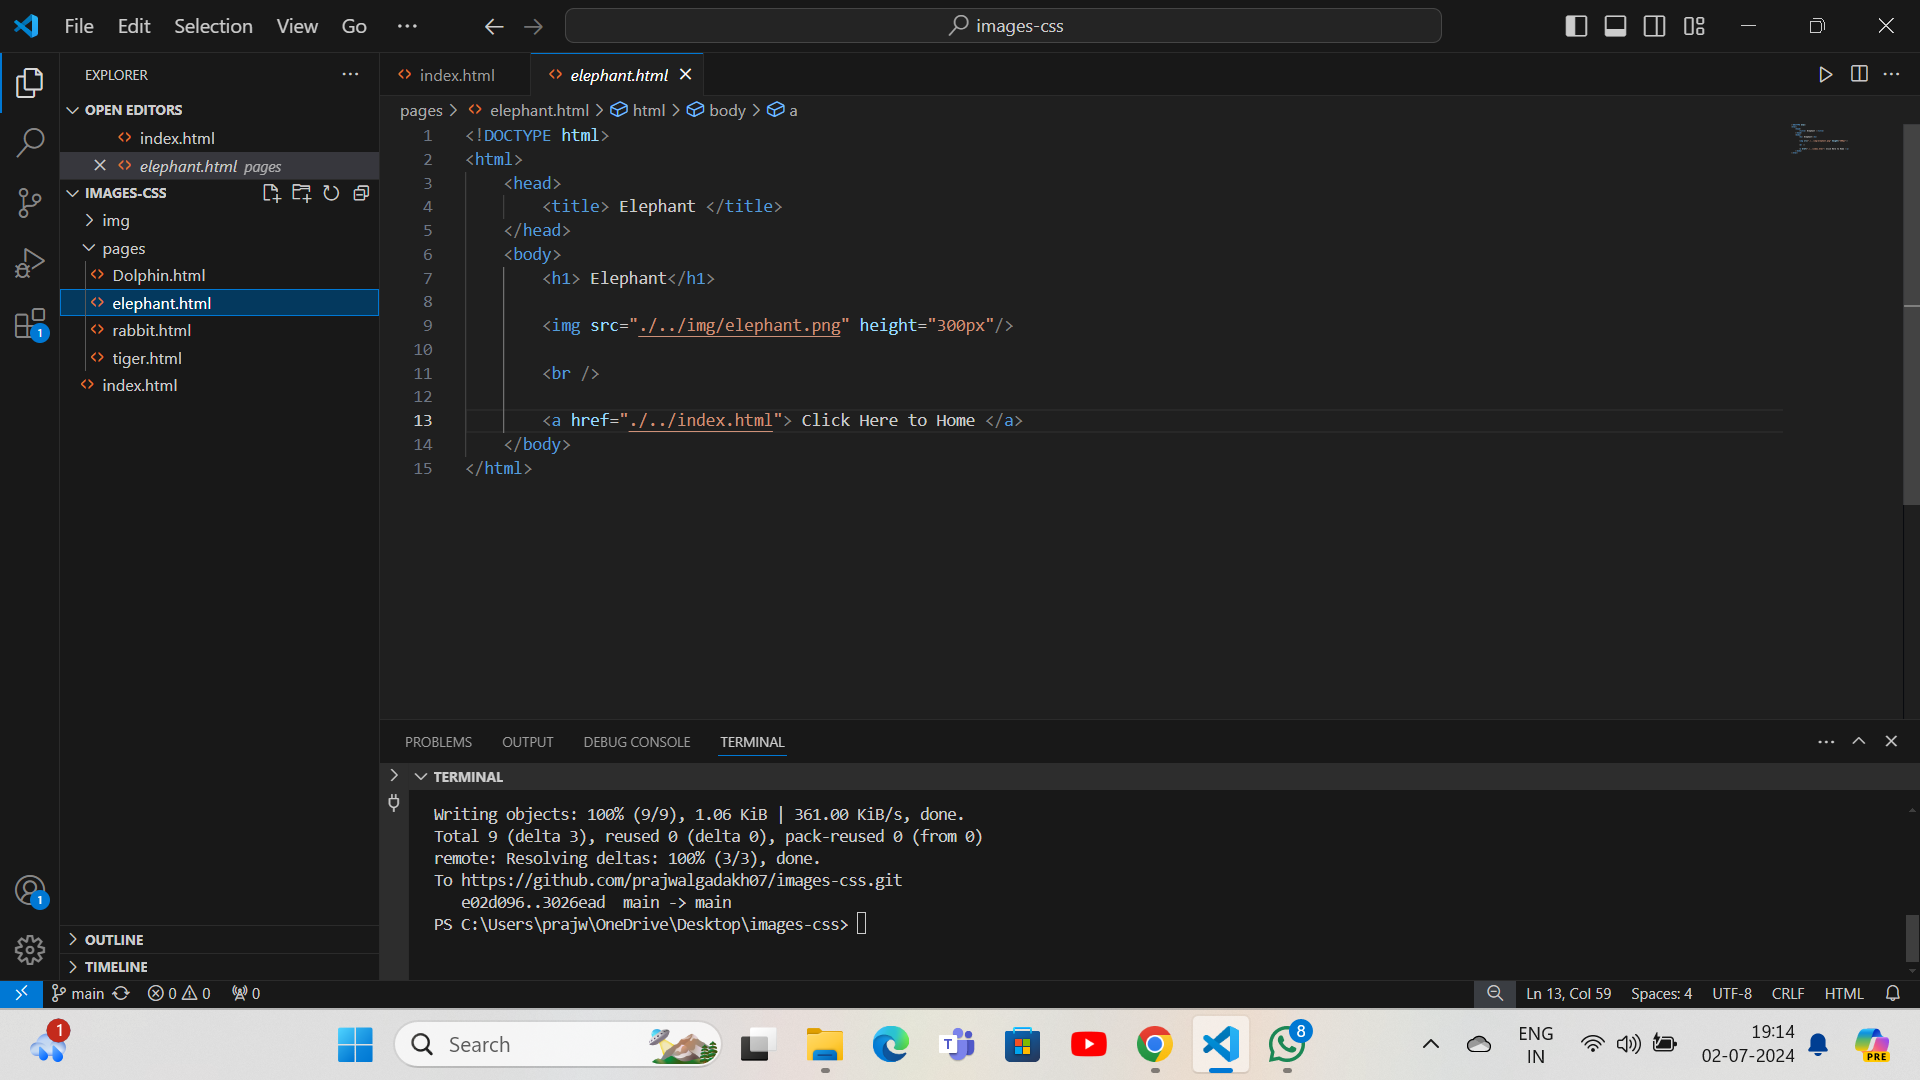 File Edit Selection View Go ··· images-css
EXPLORER
OPEN EDITORS
index.html
elephant.html pages
IMAGES-CSS
img
pages
Dolphin.html
elephant.html
rabbit.html
tiger.html
index.html
OUTLINE
TIMELINE
1
1
index.html elephant.html
pages > elephant.html > html > body > a
1 <!DOCTYPE html>
2 <html>
3 <head>
4 <title> Elephant </title>
5 </head>
6 <body>
7 <h1> Elephant</h1>
8
9 <img src="./../img/elephant.png" height="300px"/>
10
11 <br />
12
13 <a href="./../index.html"> Click Here to Home </a>
14 </body>
15 </html>
PROBLEMS OUTPUT DEBUG CONSOLE TERMINAL
TERMINAL
Writing objects: 100% (9/9), 1.06 KiB | 361.00 KiB/s, done.
Total 9 (delta 3), reused 0 (delta 0), pack-reused 0 (from 0)
remote: Resolving deltas: 100% (3/3), done.
To https://github.com/prajwalgadakh07/images-css.git
e02d096..3026ead main -> main
PS C:\Users\prajw\OneDrive\Desktop\images-css>
main 0 0 0 Ln 13, Col 59 Spaces: 4 UTF-8 CRLF HTML
1 Search T 8 ENG 19:14
IN 02-07-2024 PRE